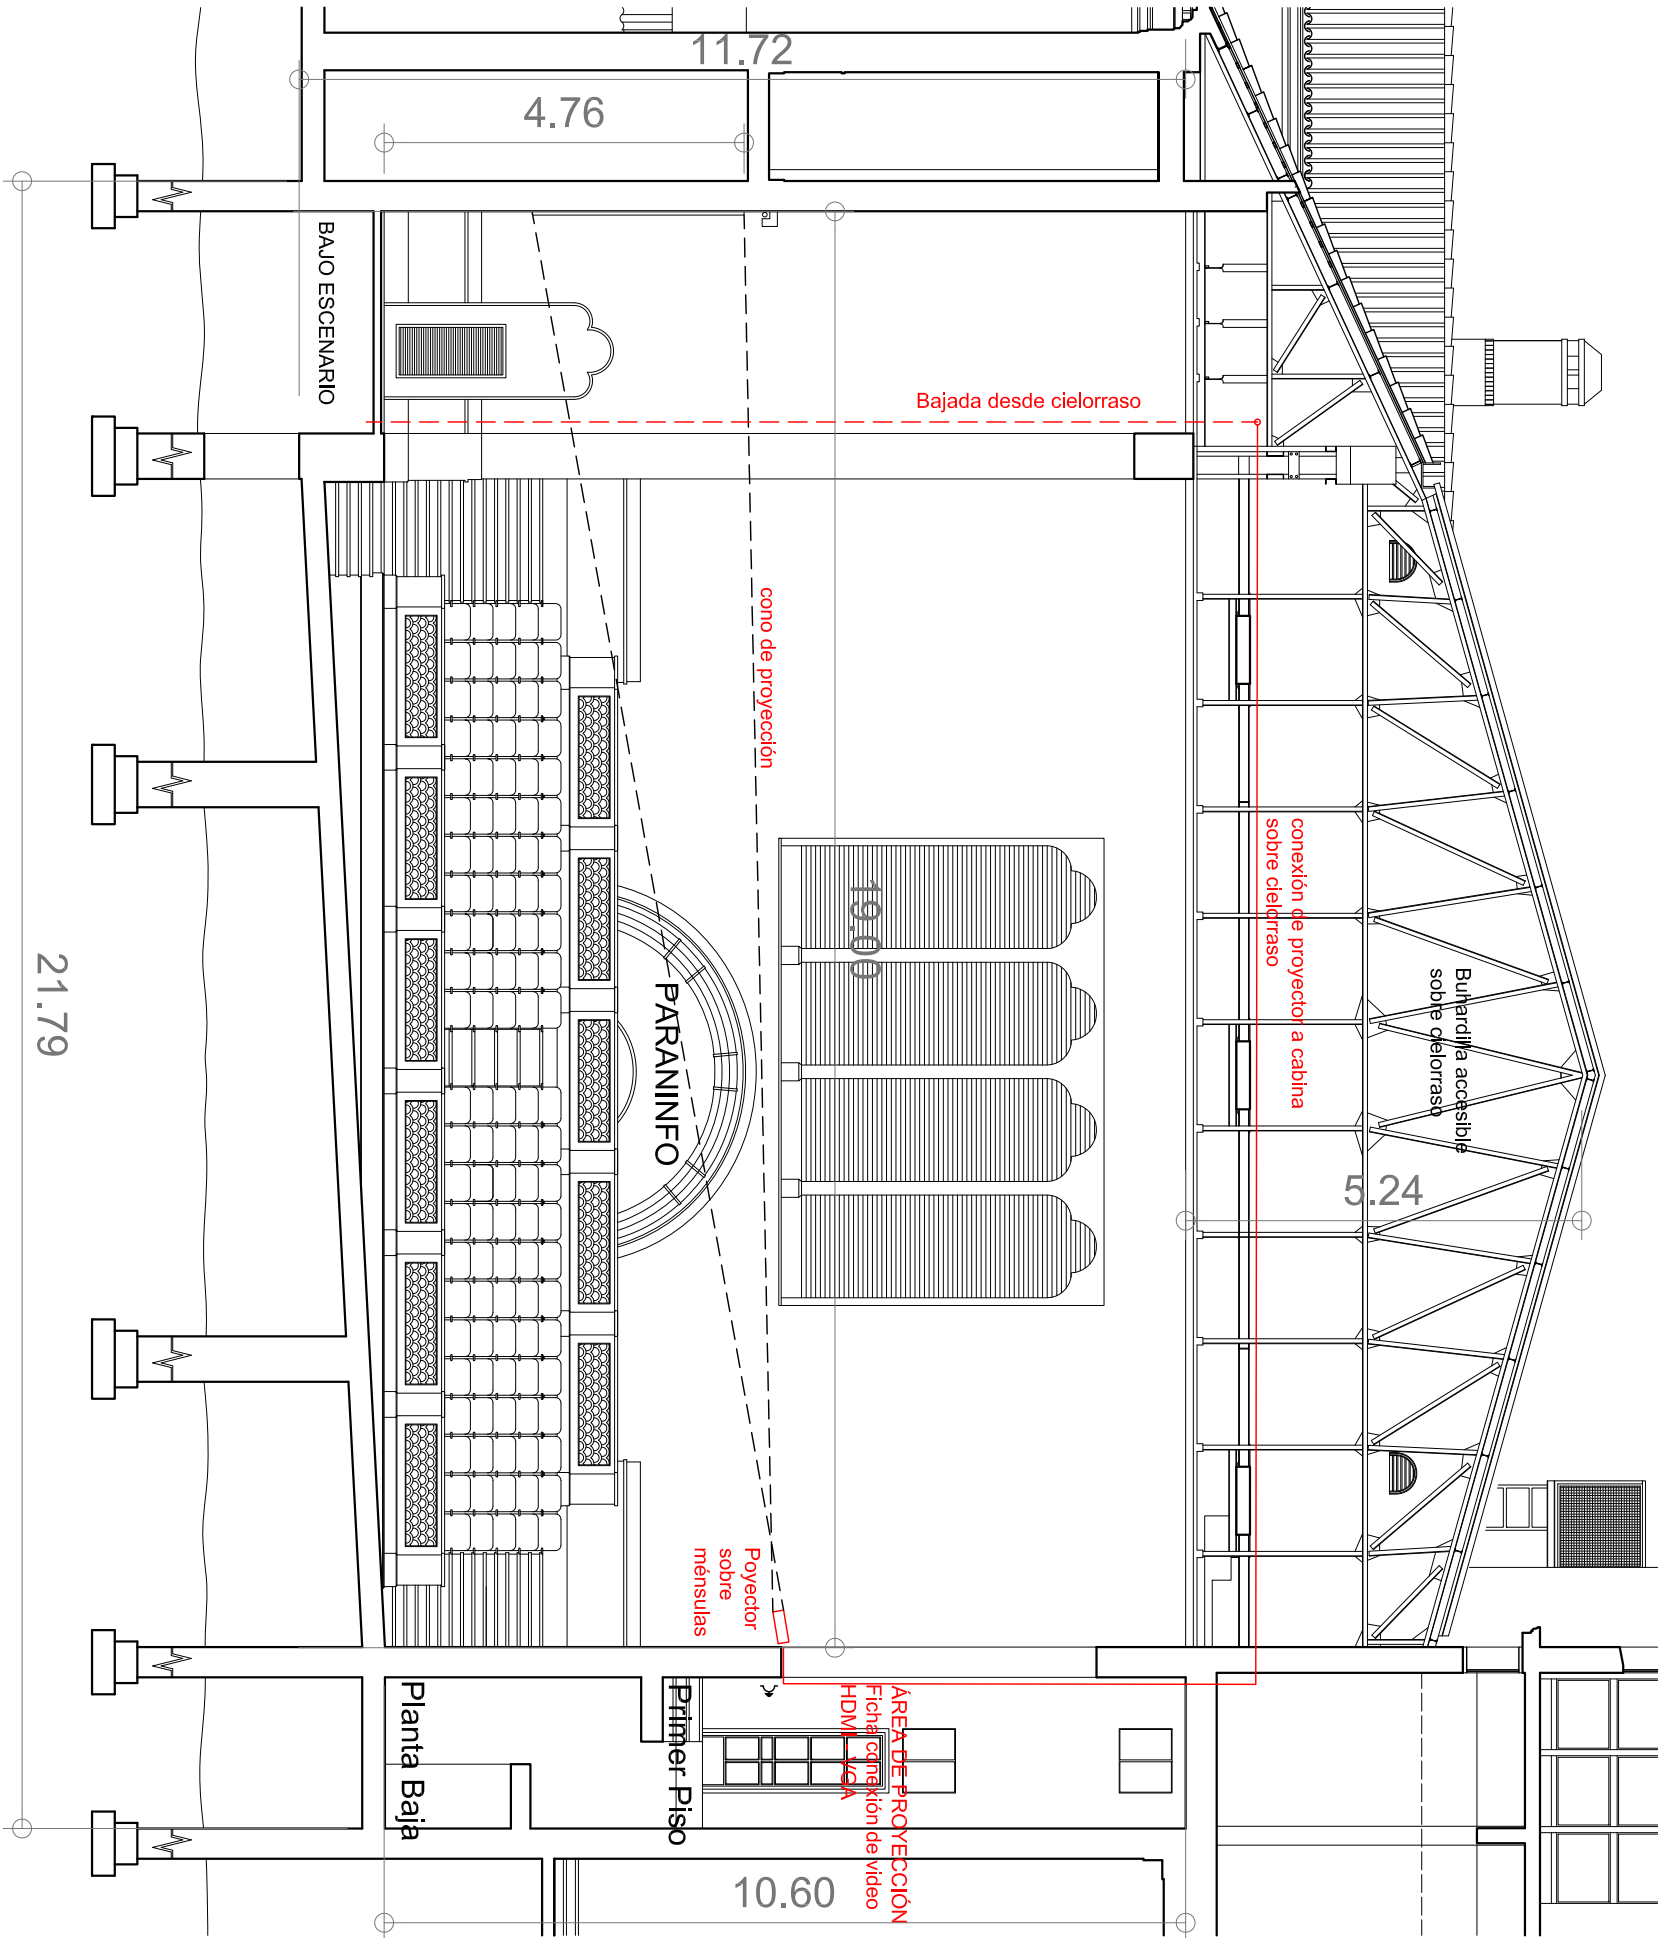 11.72
4.76
BAJO ESCENARIO
Bajada desde cielorraso
cono de proyección
conexión de proyector a cabina
sobre cielorraso
Buhardilla accesible
sobre cielorraso
19.00
PARANINFO
21.79
5.24
Poyector
sobre
ménsulas
ÁREA DE PROYECCIÓN
Ficha conexión de video
HDMI - VGA
Primer Piso
Planta Baja
10.60